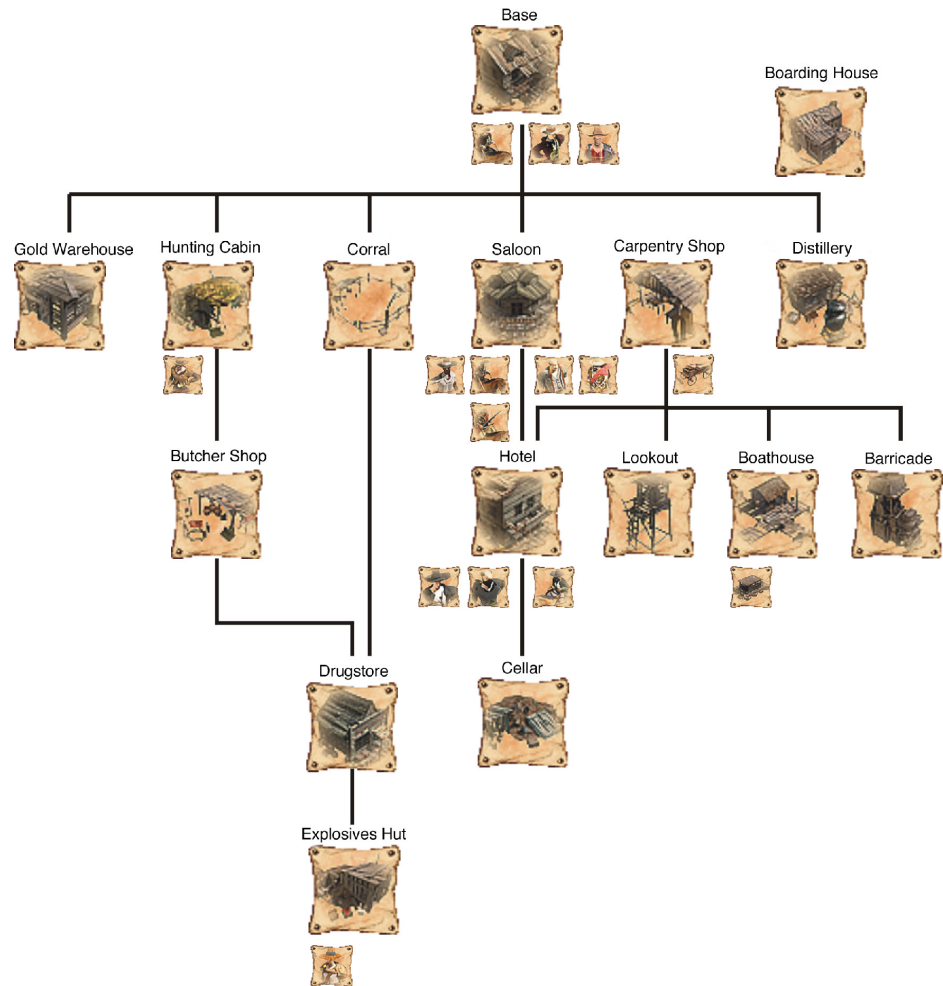 Base
Boarding House
Gold Warehouse
Hunting Cabin
Corral
Saloon
Carpentry Shop
Distillery
Butcher Shop
Hotel
Lookout
Boathouse
Barricade
Drugstore
Cellar
Explosives Hut